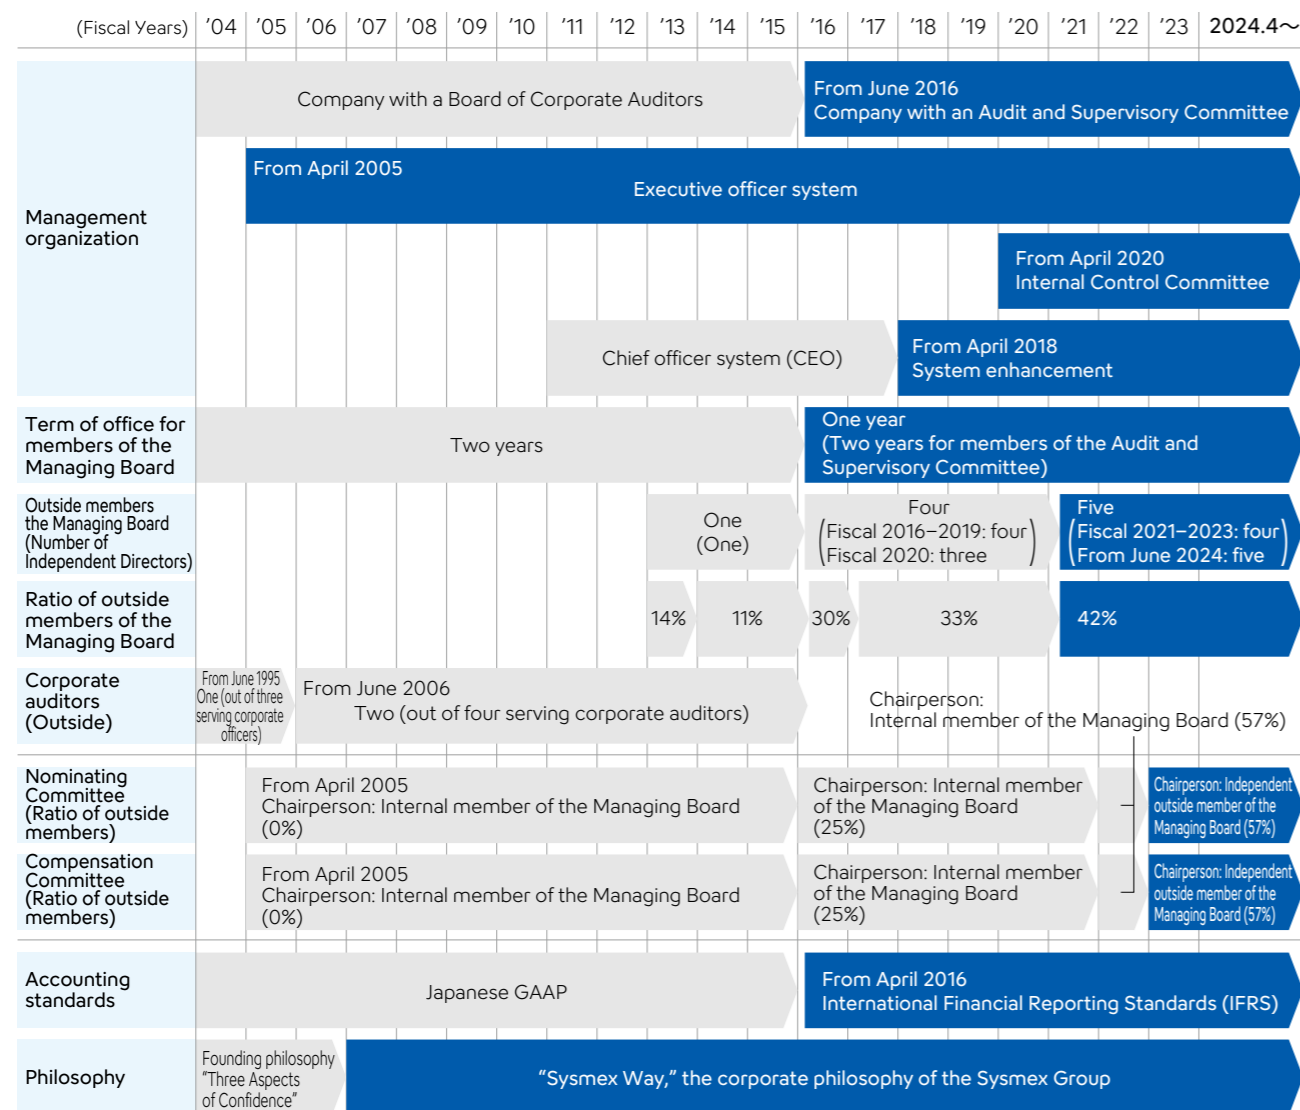 (Fiscal Years) ’04 ’05 ’06 ’07 ’08 ’09 ’10 ’11 ’12 ’13 ’14 ’15 ’16 ’17 ’18 ’19 ’20 ’21 ’22 ’23 2024.4～
Management
organization
Company with a Board of Corporate Auditors
From June 2016
Company with an Audit and Supervisory Committee
From April 2005
Executive officer system
From April 2020
Internal Control Committee
Chief officer system (CEO)
From April 2018
System enhancement
Term of office for
members of the
Managing Board
Two years
One year
(Two years for members of the Audit and
Supervisory Committee)
Outside members
the Managing Board
(Number of
Independent Directors)
One
(One)
Four
(Fiscal 2016–2019: four
Fiscal 2020: three)
Five
(Fiscal 2021–2023: four
From June 2024: five)
Ratio of outside
members of the
Managing Board
14% 11% 30% 33% 42%
Corporate
auditors
(Outside)
From June 1995
One (out of three
serving corporate
officers)
From June 2006
Two (out of four serving corporate auditors)
Chairperson:
Internal member of the Managing Board (57%)
Nominating
Committee
(Ratio of outside
members)
From April 2005
Chairperson: Internal member of the Managing Board
(0%)
Chairperson: Internal member
of the Managing Board
(25%)
Chairperson: Independent
outside member of the
Managing Board (57%)
Compensation
Committee
(Ratio of outside
members)
From April 2005
Chairperson: Internal member of the Managing Board
(0%)
Chairperson: Internal member
of the Managing Board
(25%)
Chairperson: Independent
outside member of the
Managing Board (57%)
Accounting
standards
Japanese GAAP
From April 2016
International Financial Reporting Standards (IFRS)
Philosophy
Founding philosophy
“Three Aspects
of Confidence”
“Sysmex Way,” the corporate philosophy of the Sysmex Group